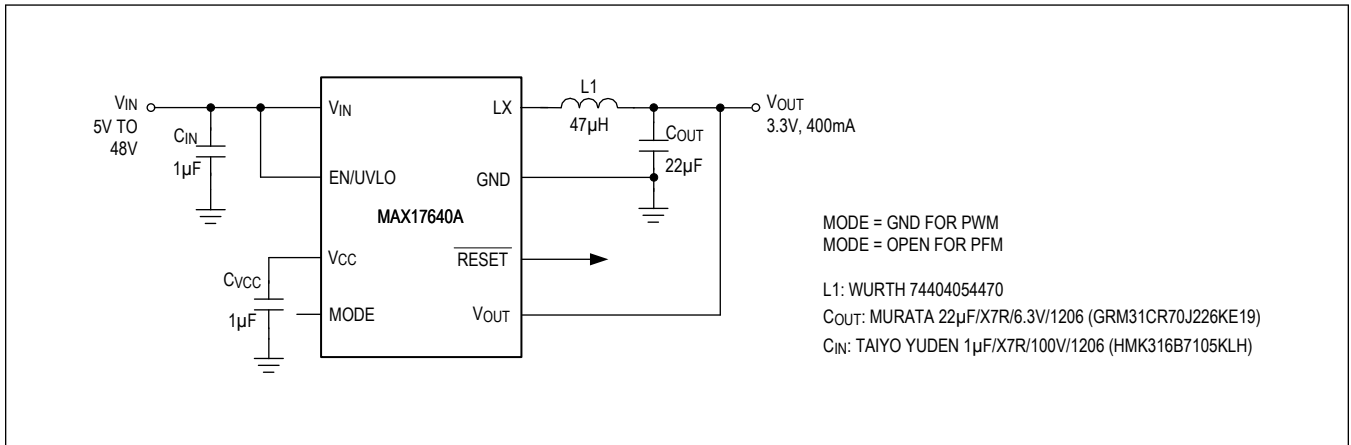 VIN
5V TO
48V
CIN
1µF
VIN
EN/UVLO
MAX17640A
VCC
CVCC
1µF
MODE
LX
GND
RESET
VOUT
L1
47µH
COUT
22µF
VOUT
3.3V, 400mA
MODE = GND FOR PWM
MODE = OPEN FOR PFM
L1: WURTH 74404054470
COUT: MURATA 22µF/X7R/6.3V/1206 (GRM31CR70J226KE19)
CIN: TAIYO YUDEN 1µF/X7R/100V/1206 (HMK316B7105KLH)